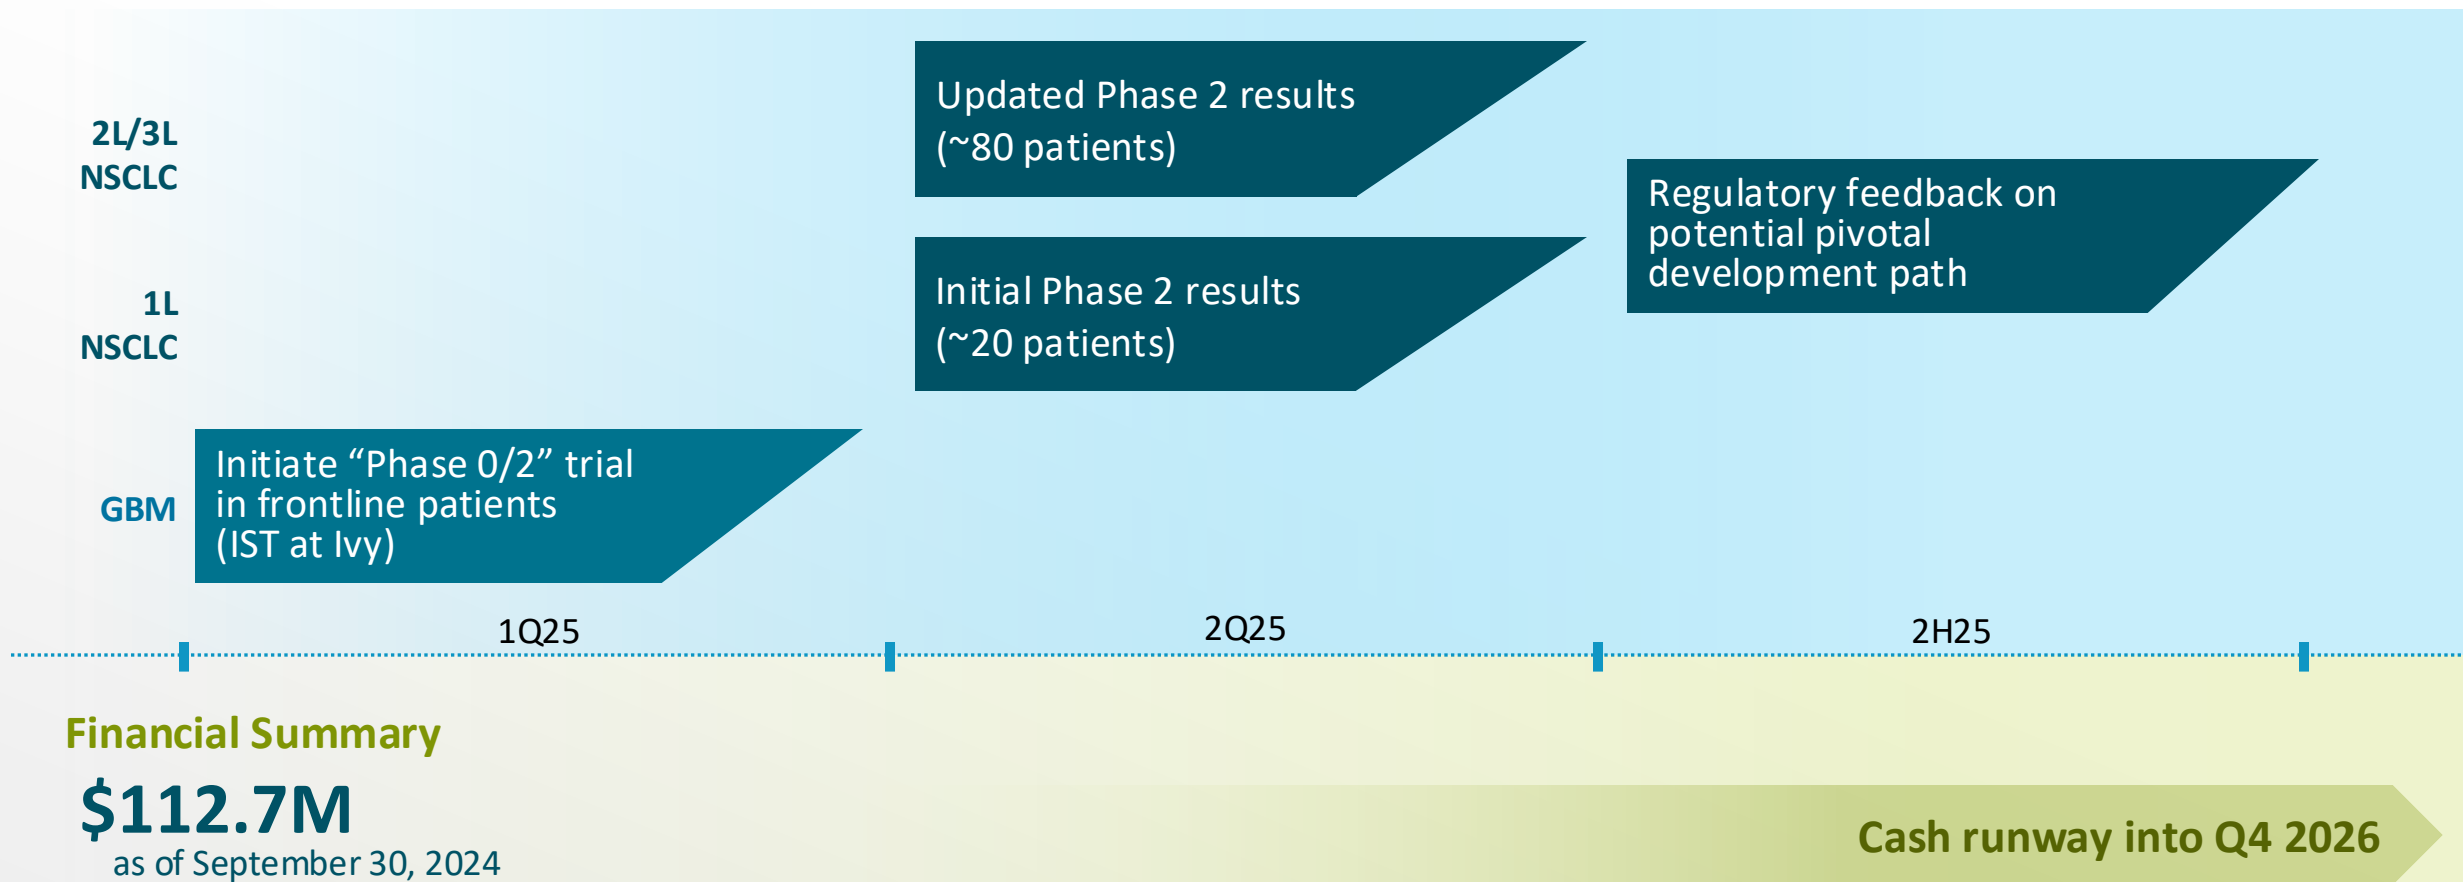 2L/3L
NSCLC
Updated Phase 2 results
(~80 patients)
Regulatory feedback on
potential pivotal
development path
1L
NSCLC
Initial Phase 2 results
(~20 patients)
GBM
Initiate “Phase 0/2” trial
in frontline patients
(IST at Ivy)
1Q25
2Q25
2H25
Financial Summary
$112.7M
as of September 30, 2024
Cash runway into Q4 2026